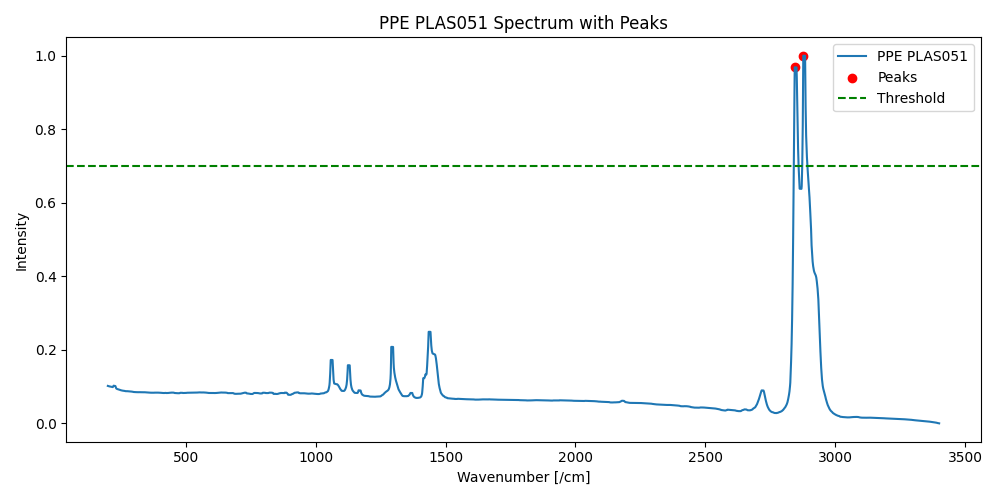 PPE PLAS051 Spectrum with Peaks
PPE PLAS051
Peaks
Threshold
1.0
0.8
0.6
0.4
0.2
0.0
Intensity
500
1000
1500
2000
2500
3000
3500
Wavenumber [/cm]